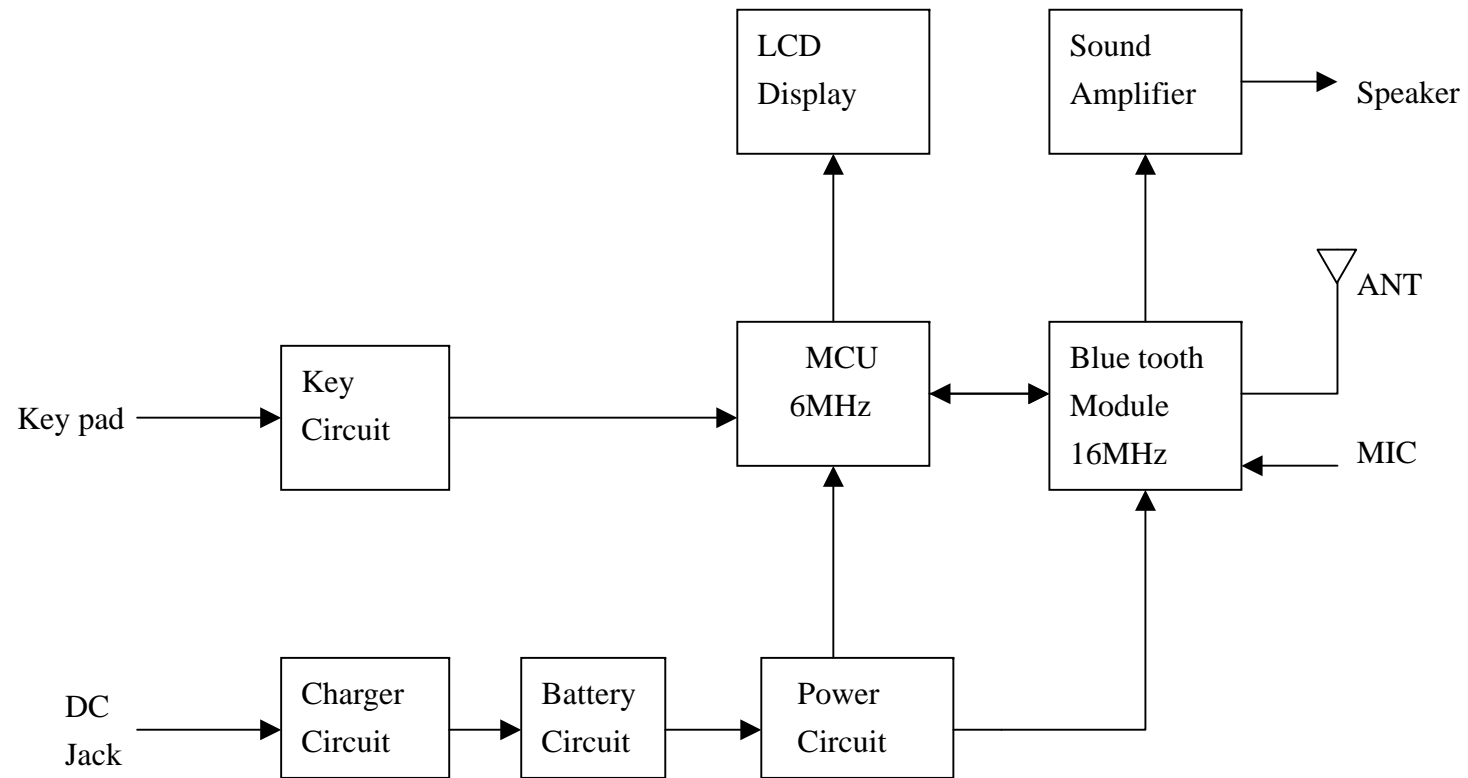 LCD
Display
Sound
Amplifier
Speaker
ANT
Key pad
Key
Circuit
MCU
6MHz
Blue tooth
Module
16MHz
MIC
DC
Jack
Charger
Circuit
Battery
Circuit
Power
Circuit